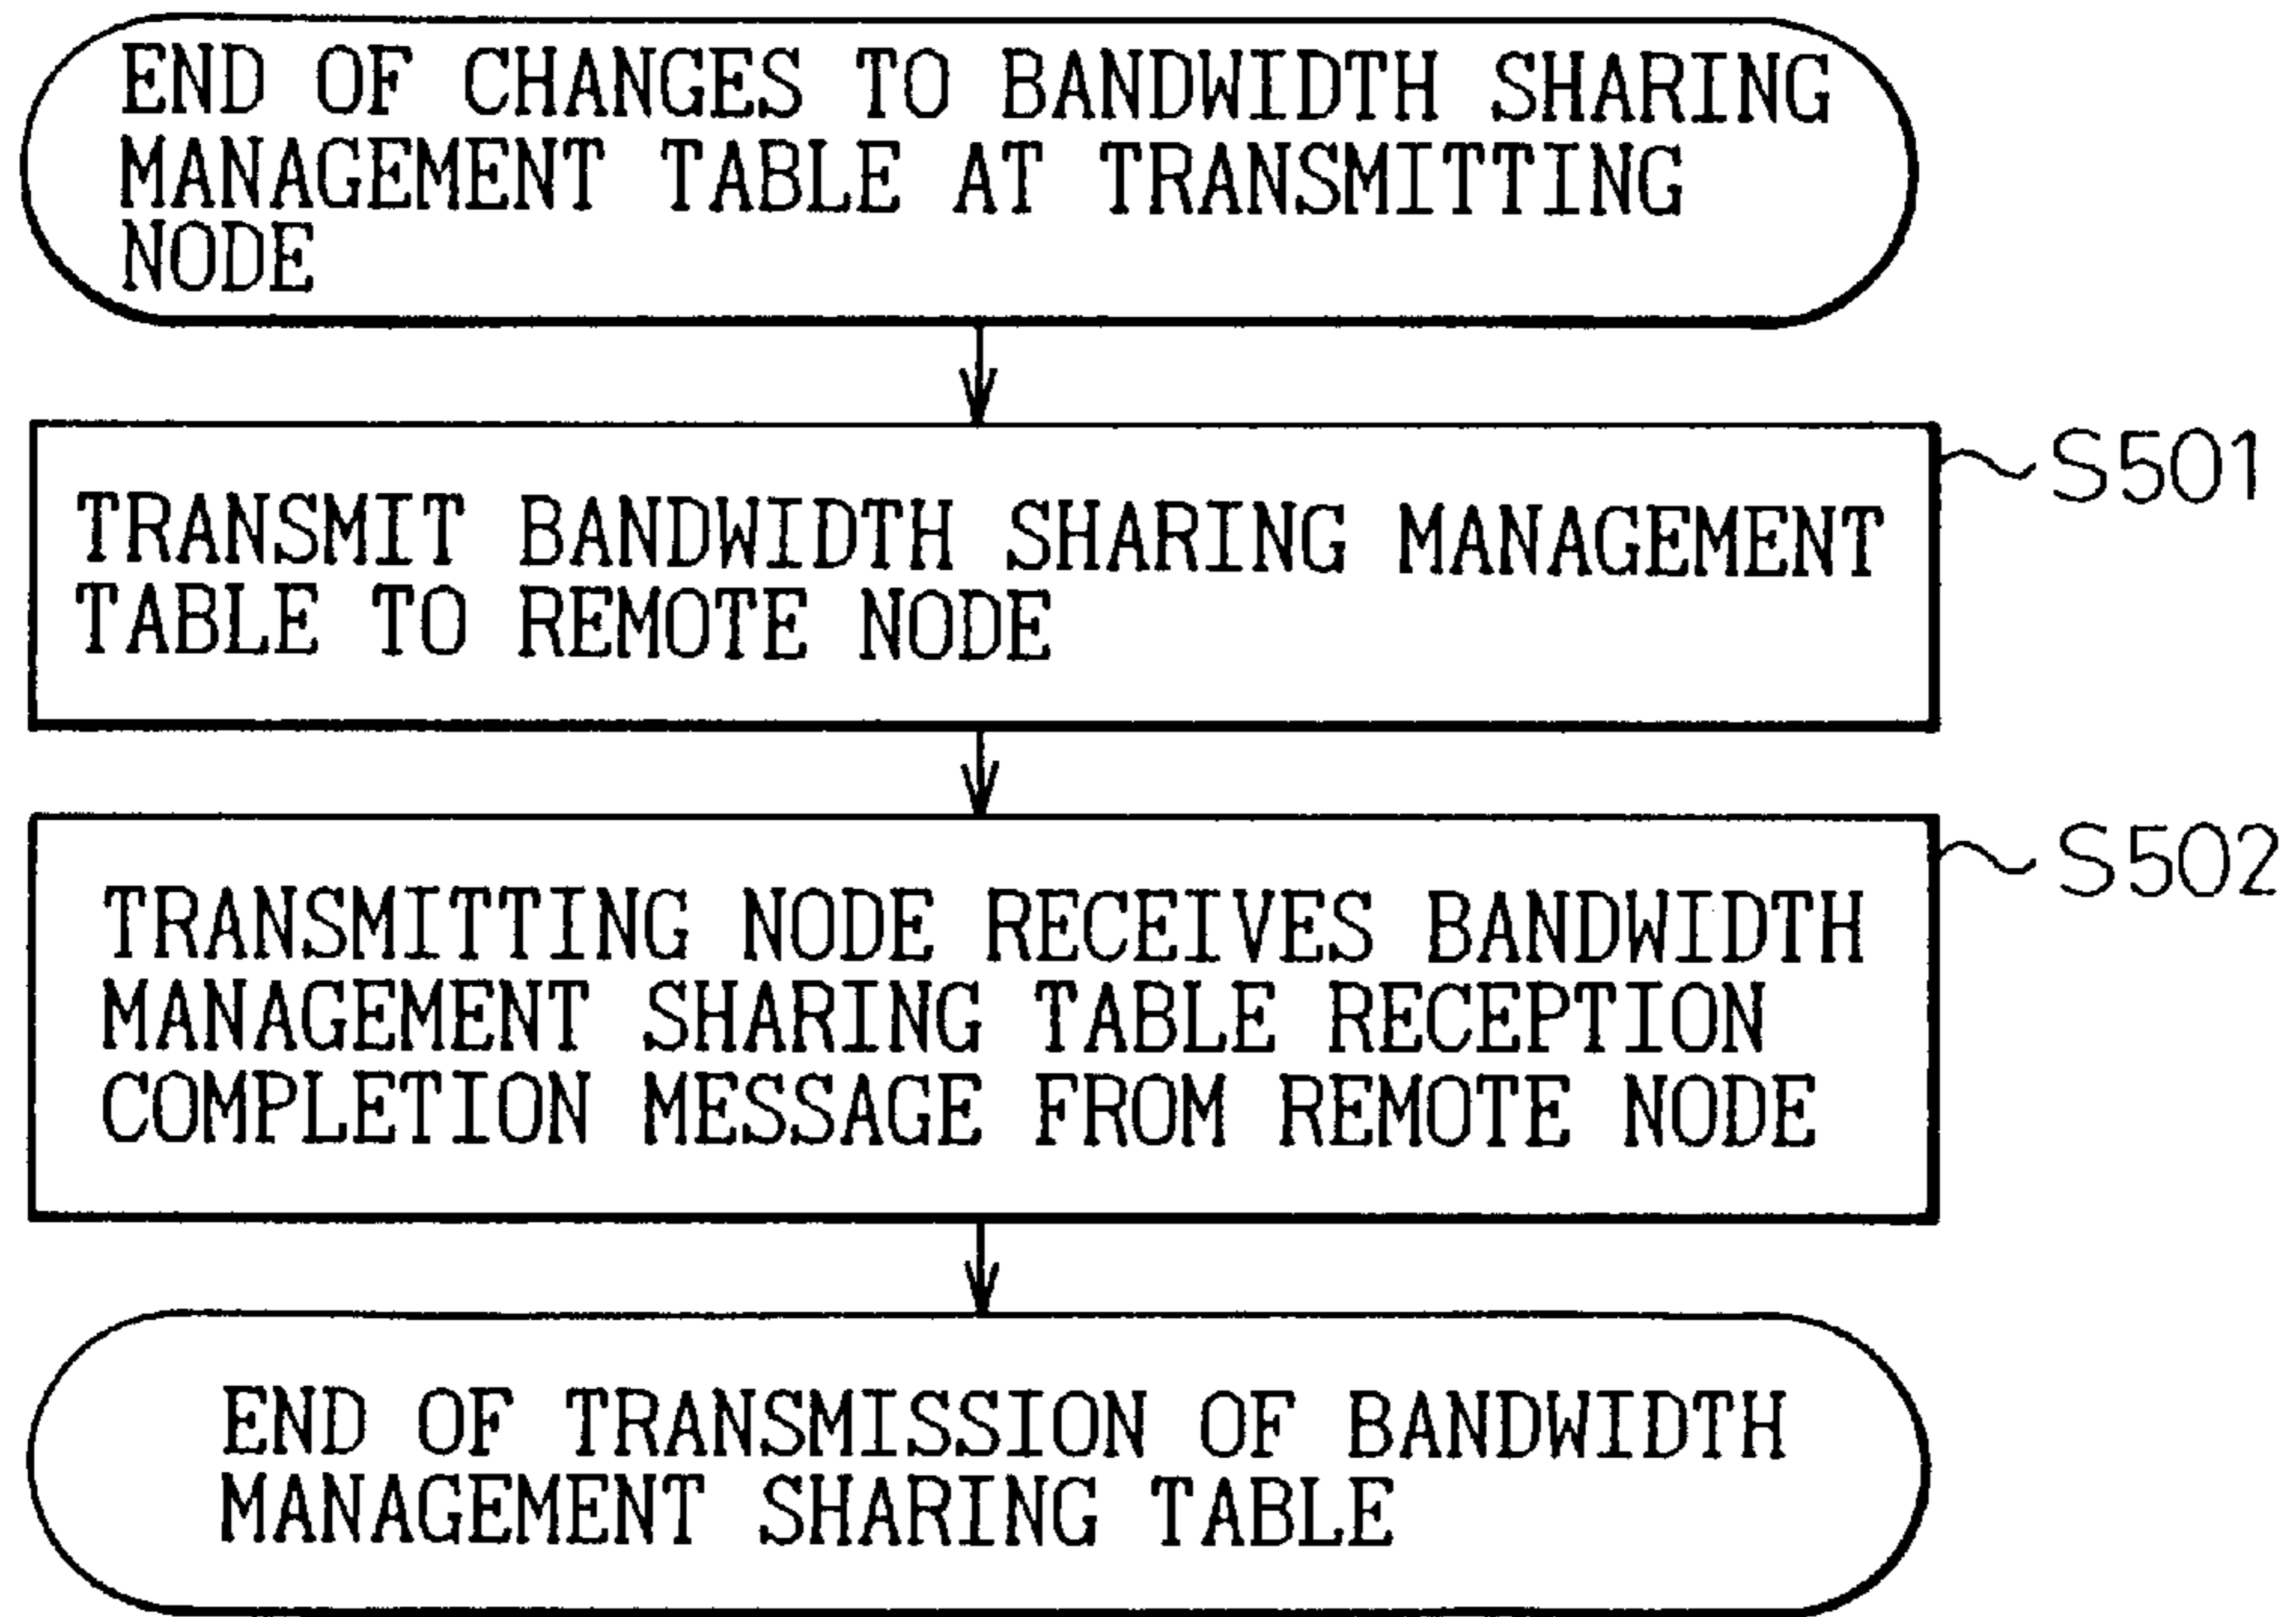 END OF CHANGES TO BANDWIDTH SHARING
MANAGEMENT TABLE AT TRANSMITTING
NODE
S501
TRANSMIT BANDWIDTH SHARING MANAGEMENT
TABLE TO REMOTE NODE
S502
TRANSMITTING NODE RECEIVES BANDWIDTH
MANAGEMENT SHARING TABLE RECEPTION
COMPLETION MESSAGE FROM REMOTE NODE
END OF TRANSMISSION OF BANDWIDTH
MANAGEMENT SHARING TABLE